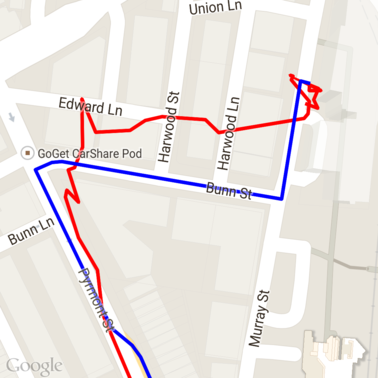 Union Ln
Edward Ln
Harwood St
Harwood Ln
GoGet CarShare Pod
Bunn St
Bunn Ln
Pyrmont St
Murray St
Google